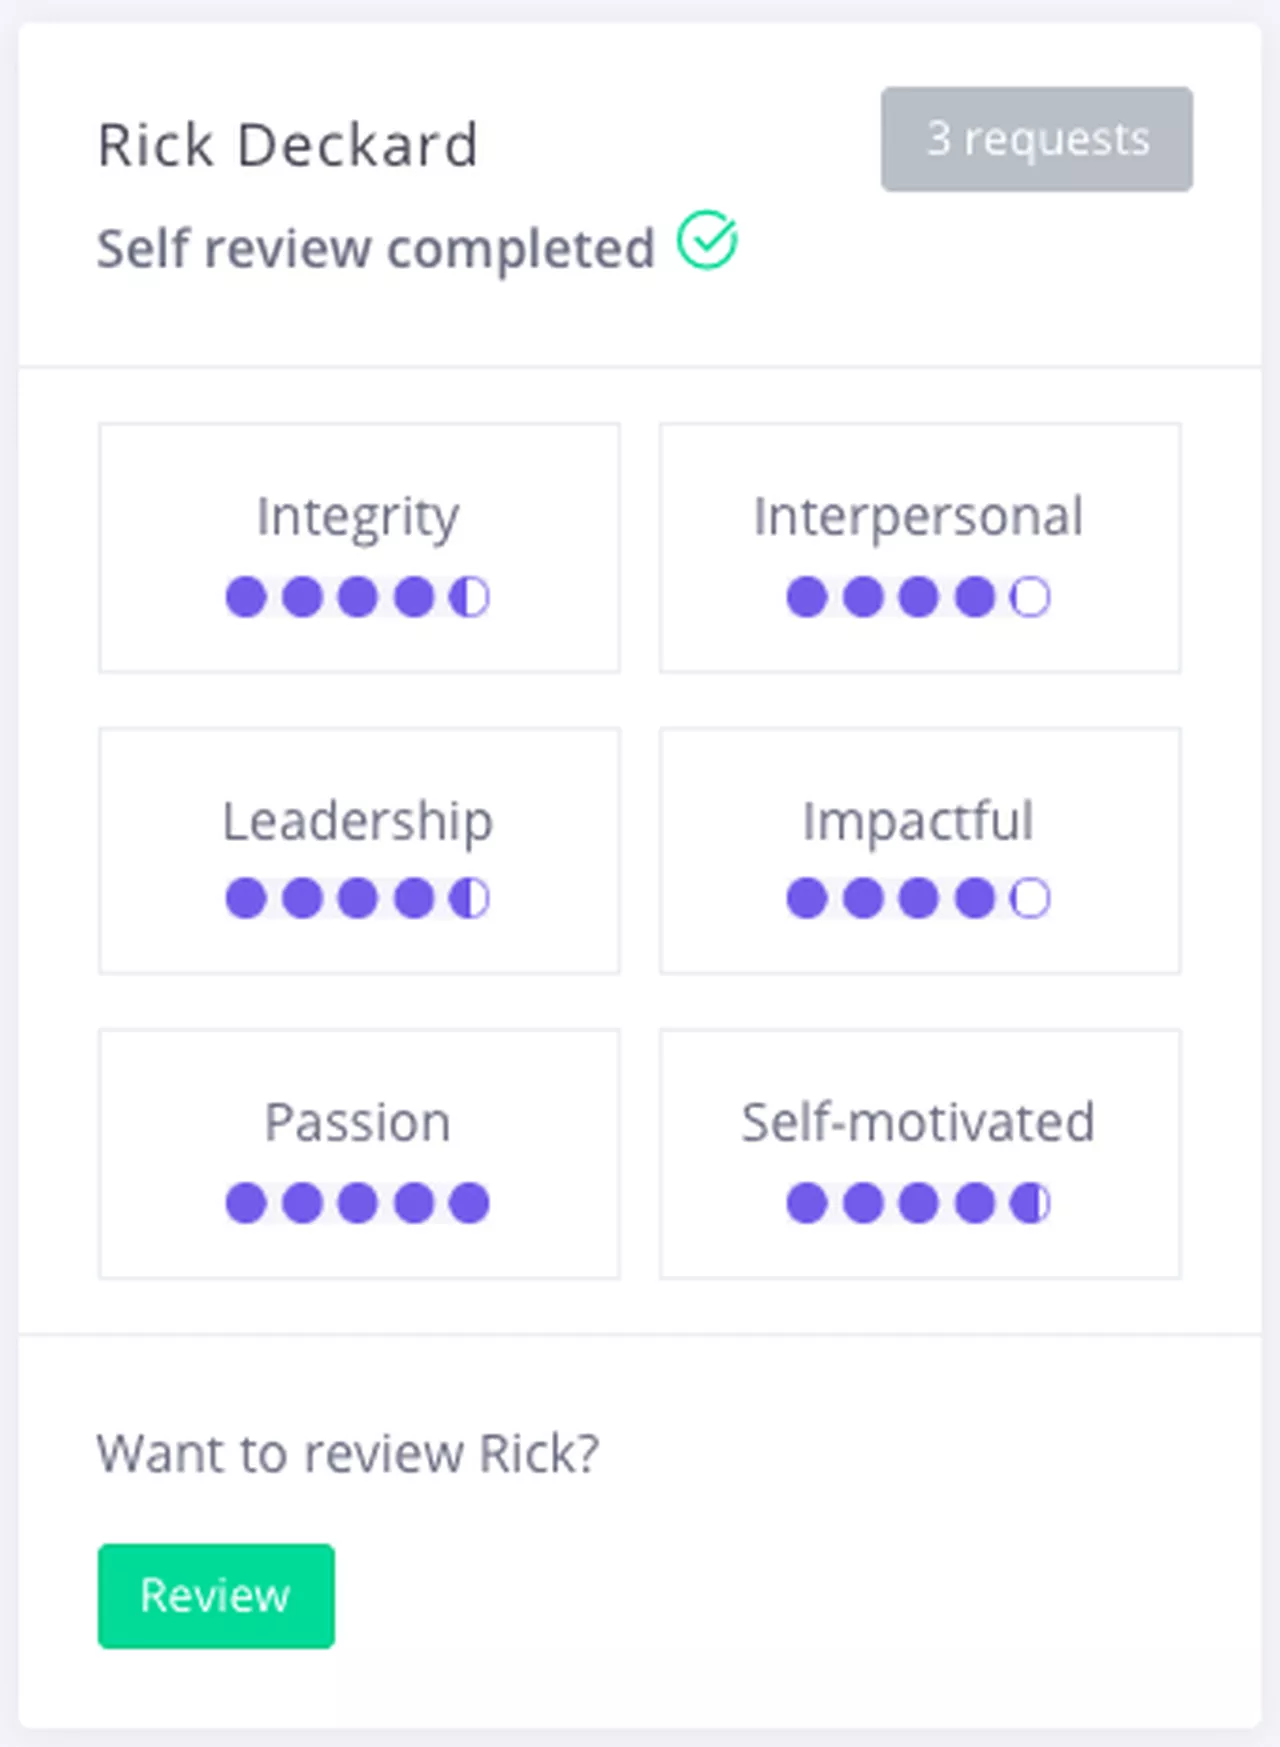 Rick Deckard
3 requests
Self review completed
Integrity
Interpersonal
Leadership
Impactful
Passion
Self-motivated
Want to review Rick?
Review